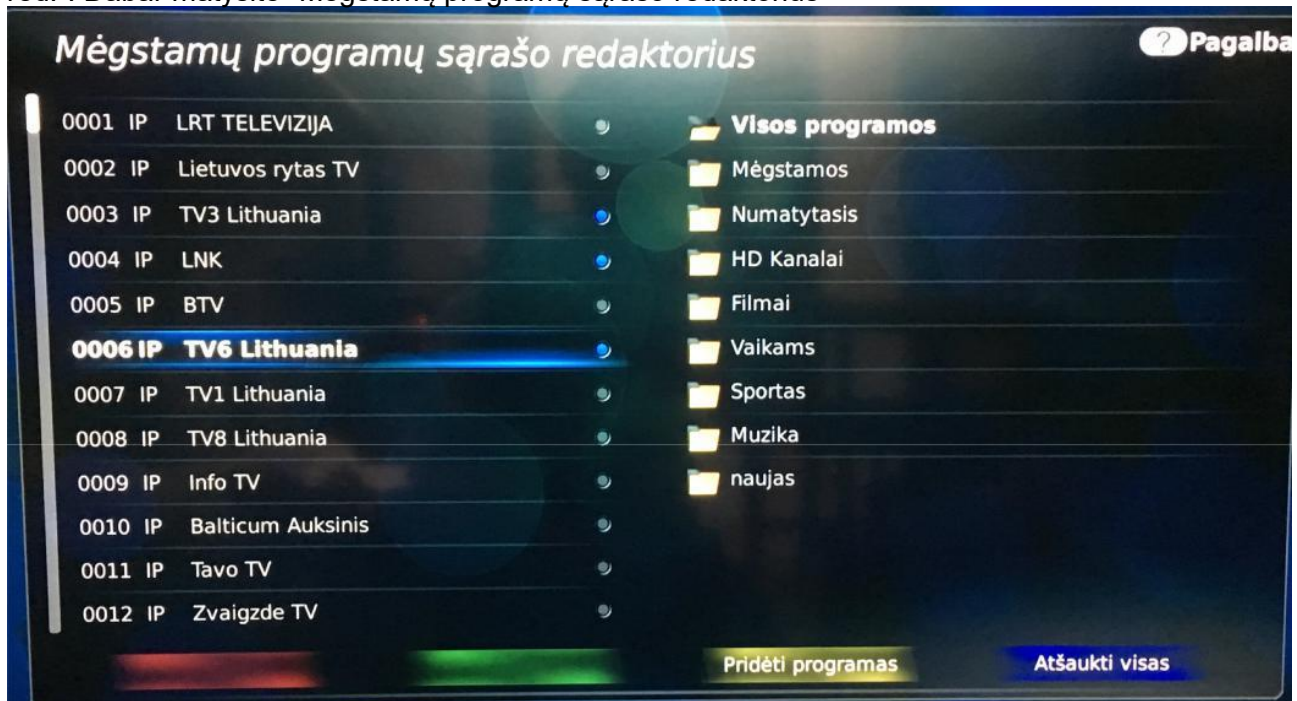 Mėgstamų programų sąrašo redaktorius
? Pagalba
0001 IP LRT TELEVIZIJA
0002 IP Lietuvos rytas TV
0003 IP TV3 Lithuania
0004 IP LNK
0005 IP BTV
0006 IP TV6 Lithuania
0007 IP TV1 Lithuania
0008 IP TV8 Lithuania
0009 IP Info TV
0010 IP Balticum Auksinis
0011 IP Tavo TV
0012 IP Zvaigzde TV
Visos programos
Mėgstamos
Numatytasis
HD Kanalai
Filmai
Vaikams
Sportas
Muzika
naujas
Pridėti programas
Atšaukti visas